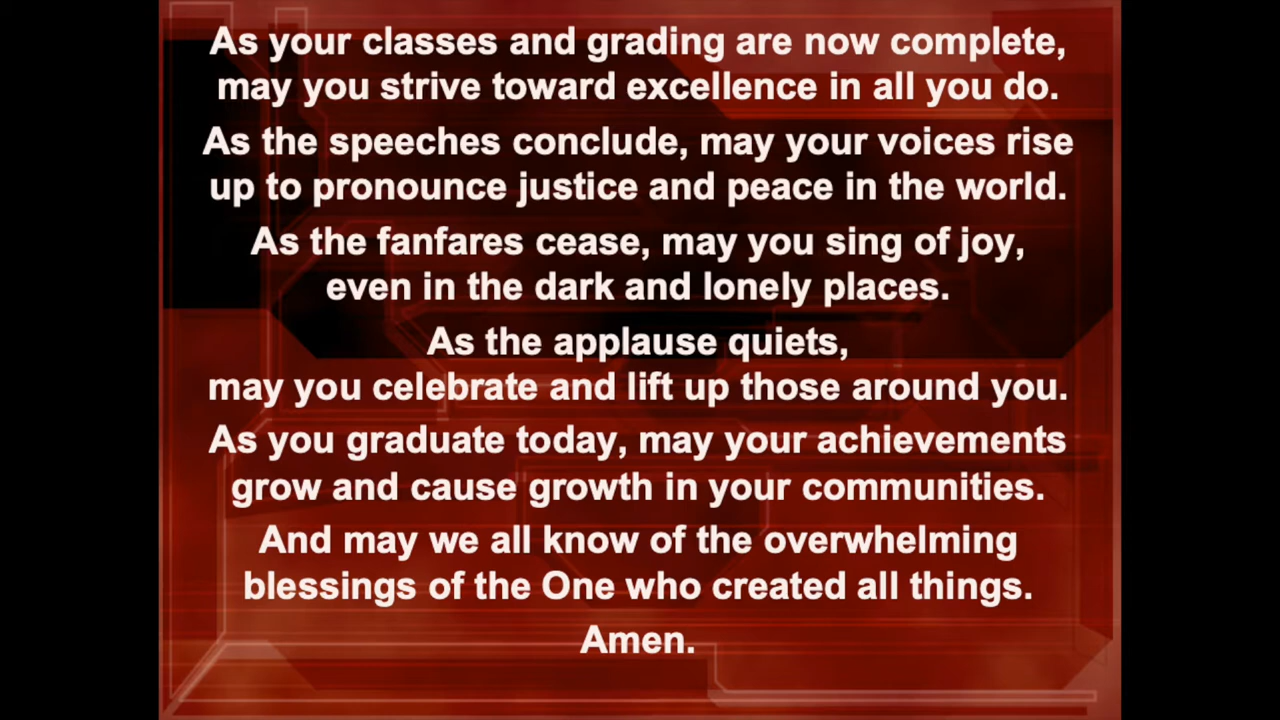 As your classes and grading are now complete,
may you strive toward excellence in all you do.
As the speeches conclude, may your voices rise
up to pronounce justice and peace in the world.
As the fanfares cease, may you sing of joy,
even in the dark and lonely places.
As the applause quiets,
may you celebrate and lift up those around you.
As you graduate today, may your achievements
grow and cause growth in your communities.
And may we all know of the overwhelming
blessings of the One who created all things.
Amen.